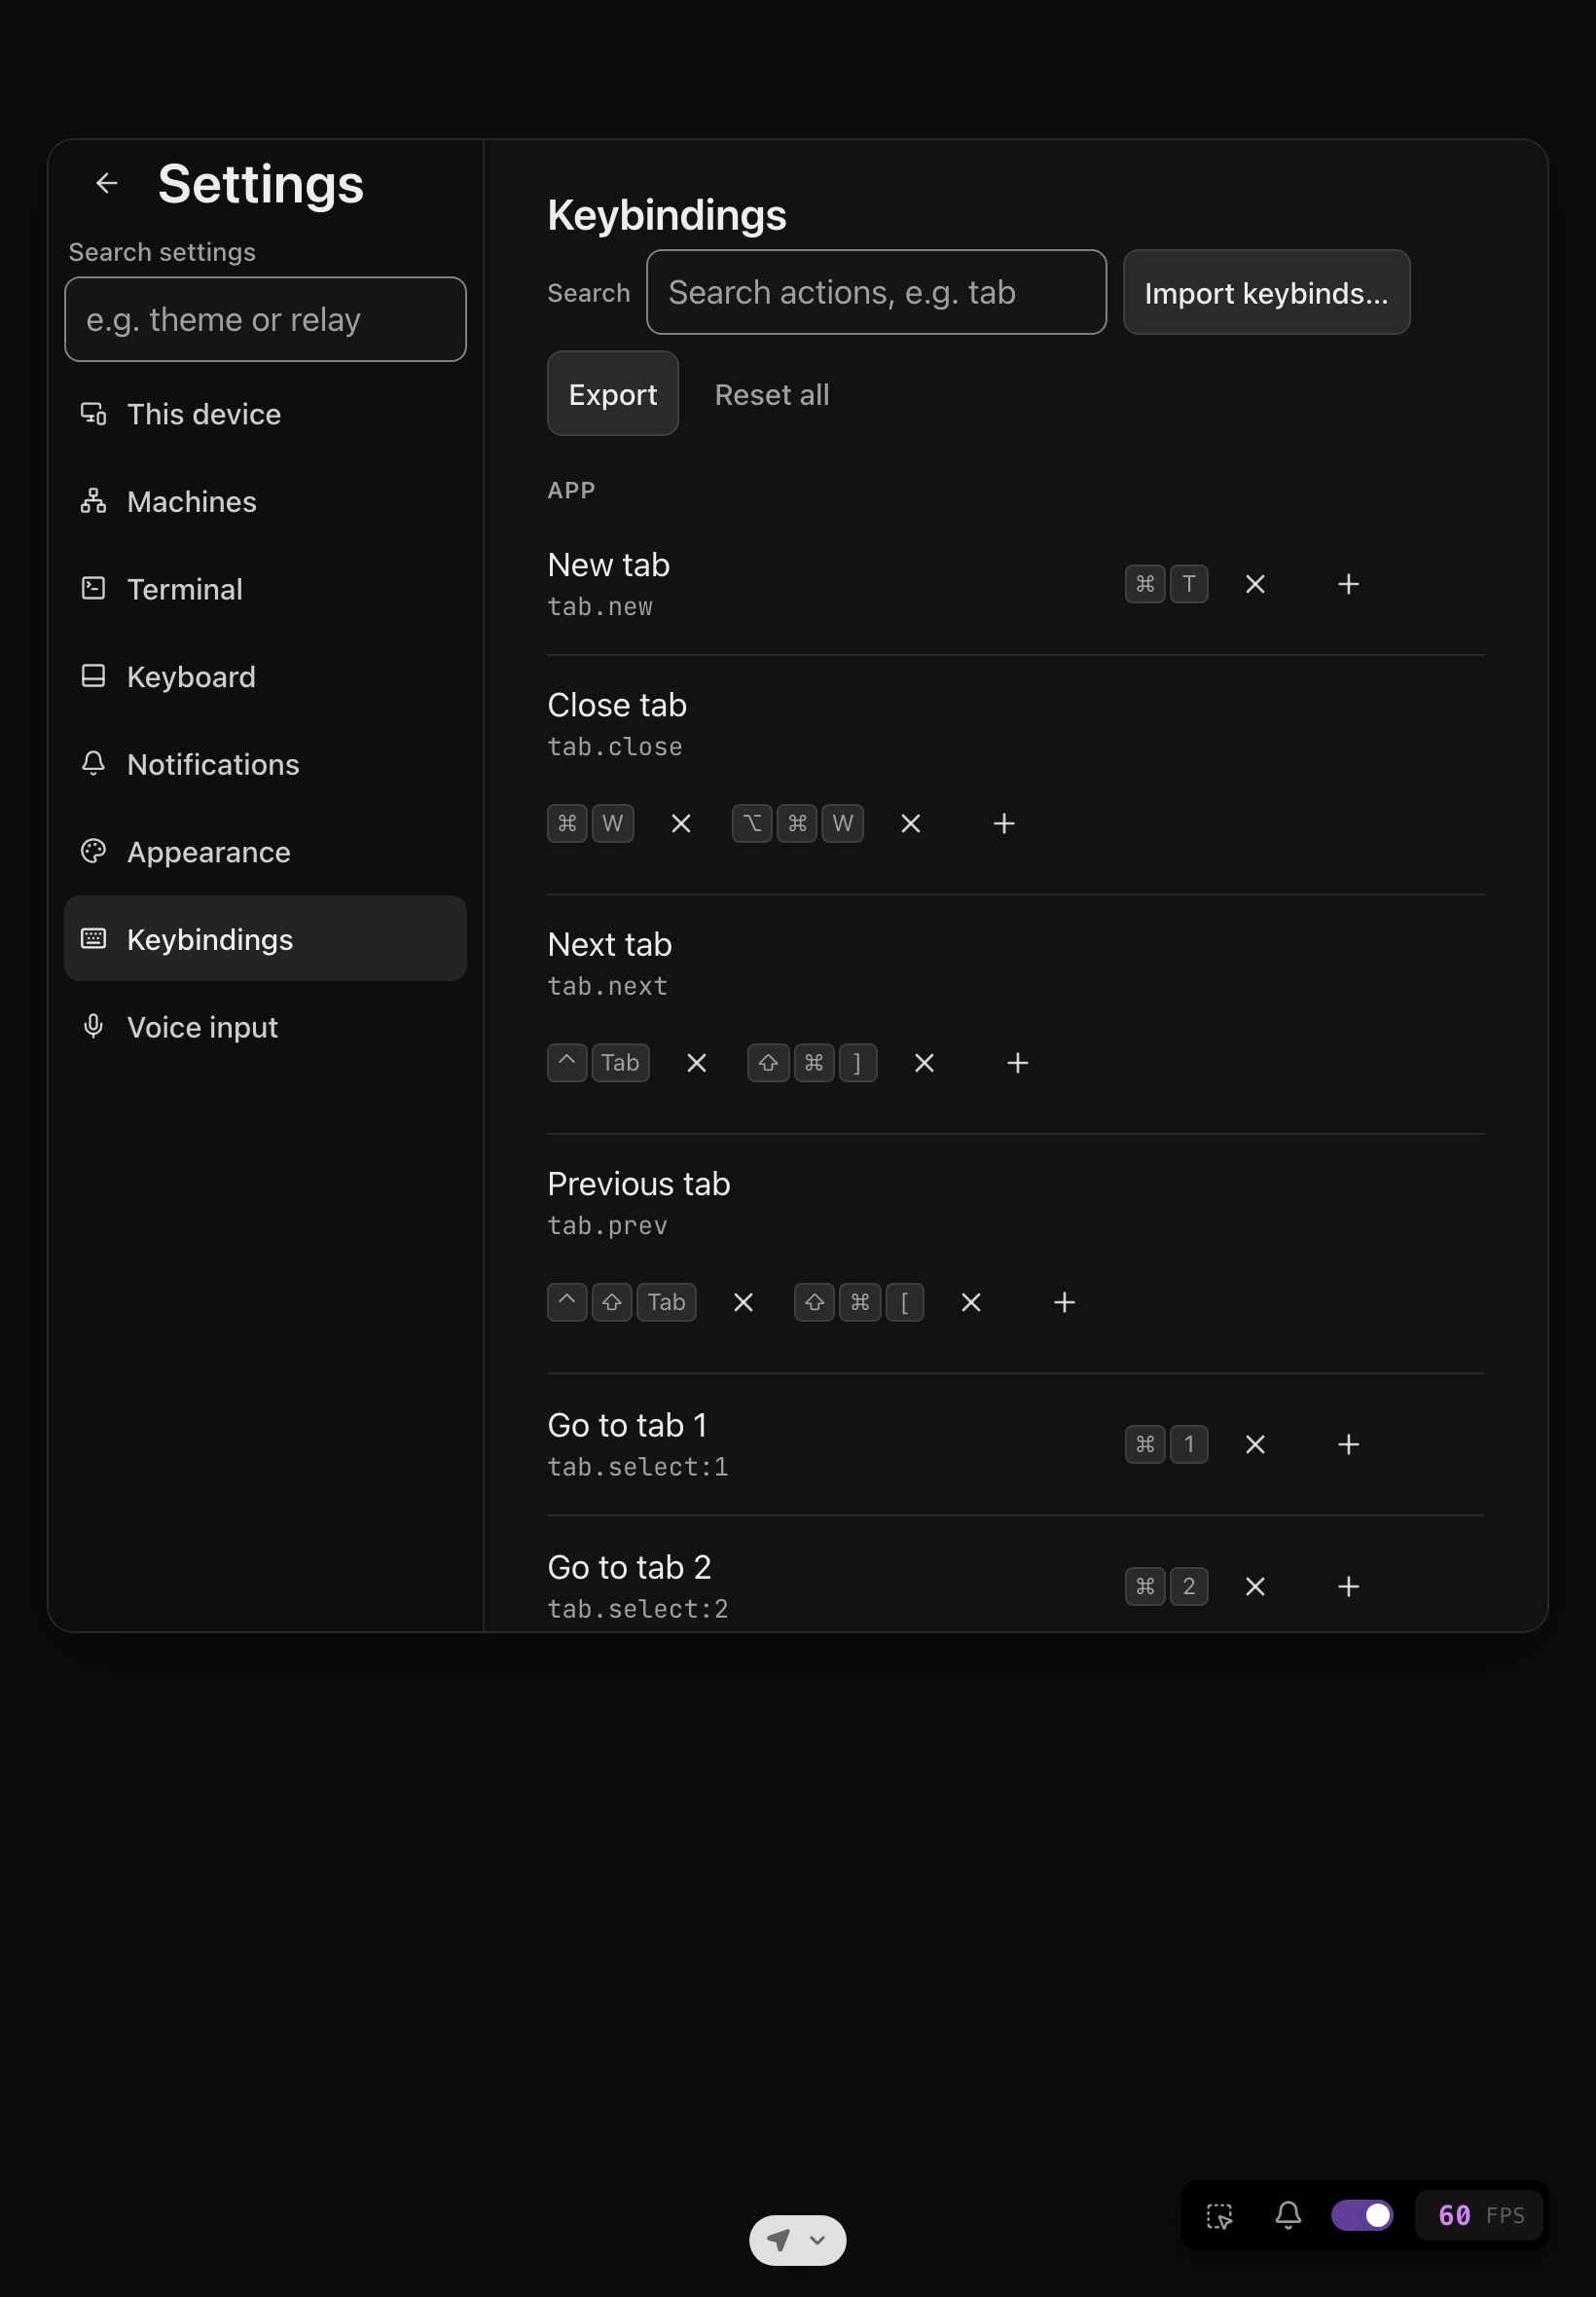 Settings
Search settings
e.g. theme or relay
This device
Machines
Terminal
Keyboard
Notifications
Appearance
Keybindings
Voice input
Keybindings
Search
Search actions, e.g. tab
Import keybinds...
Export
Reset all
APP
New tab
tab.new
⌘ T
Close tab
tab.close
⌘ W ⌥ ⌘ W
Next tab
tab.next
^ Tab ⇧ ⌘ ]
Previous tab
tab.prev
^ ⇧ Tab ⇧ ⌘ [
Go to tab 1
tab.select:1
⌘ 1
Go to tab 2
tab.select:2
⌘ 2
60 FPS